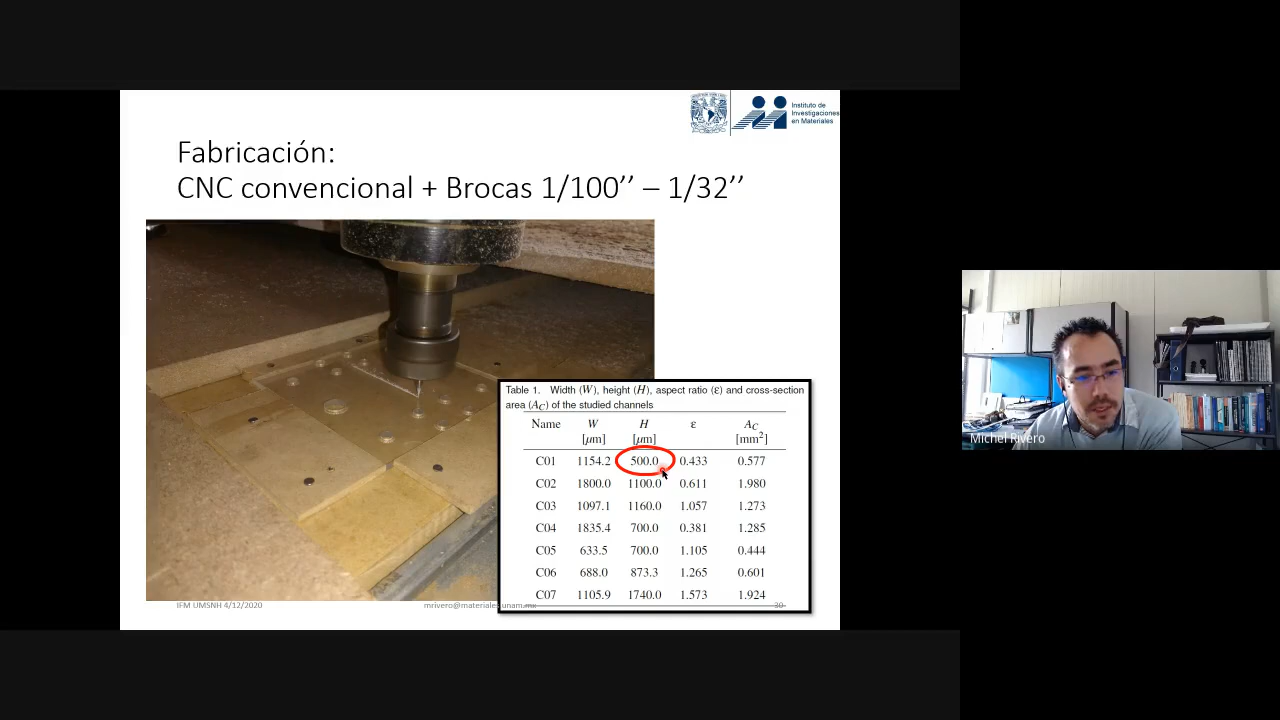 Instituto de
Investigaciones
en Materiales
Fabricación:
CNC convencional + Brocas 1/100’’ – 1/32’’
Table 1. Width (W), height (H), aspect ratio (ε) and cross-section
area (A_C) of the studied channels
Name W H ε A_C
[μm] [μm] [mm²]
C01 1154.2 500.0 0.433 0.577
C02 1800.0 1100.0 0.611 1.980
C03 1097.1 1160.0 1.057 1.273
C04 1835.4 700.0 0.381 1.285
C05 633.5 700.0 1.105 0.444
C06 688.0 873.3 1.265 0.601
C07 1105.9 1740.0 1.573 1.924
IFM UMSNH 4/12/2020 mrivero@materiales.unam.mx 30
Michel Rivero